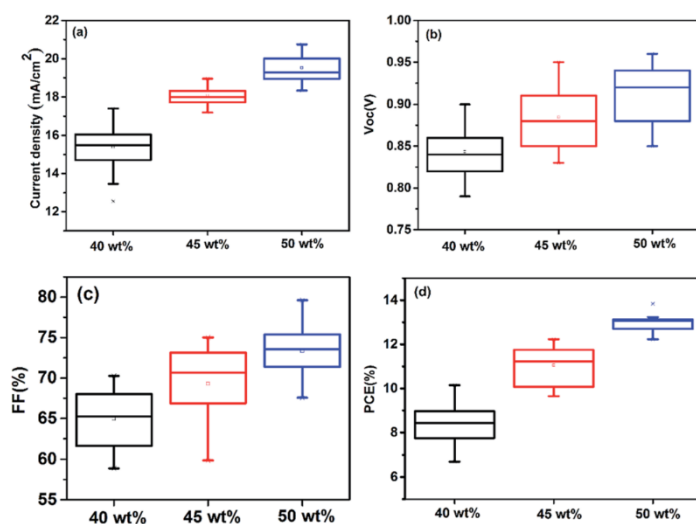 (a)
Current density (mA/cm²)
22
20
18
16
14
12
40 wt%
45 wt%
50 wt%
(b)
Voc(V)
1.00
0.95
0.90
0.85
0.80
0.75
40 wt%
45 wt%
50 wt%
(c)
FF(%)
80
75
70
65
60
55
40 wt%
45 wt%
50 wt%
(d)
PCE(%)
14
12
10
8
6
40 wt%
45 wt%
50 wt%